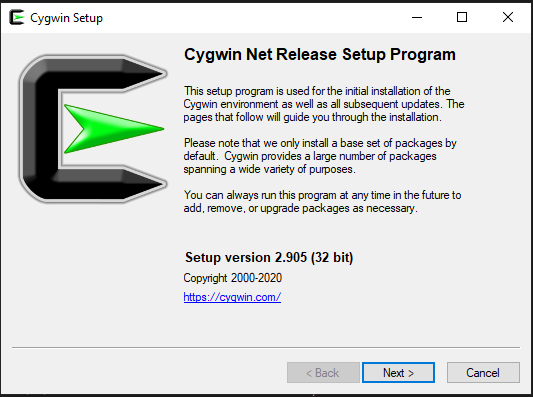 Cygwin Setup
Cygwin Net Release Setup Program
This setup program is used for the initial installation of the
Cygwin environment as well as all subsequent updates. The
pages that follow will guide you through the installation.
Please note that we only install a base set of packages by
default. Cygwin provides a large number of packages
spanning a wide variety of purposes.
You can always run this program at any time in the future to
add, remove, or upgrade packages as necessary.
Setup version 2.905 (32 bit)
Copyright 2000-2020
https://cygwin.com/
< Back Next > Cancel